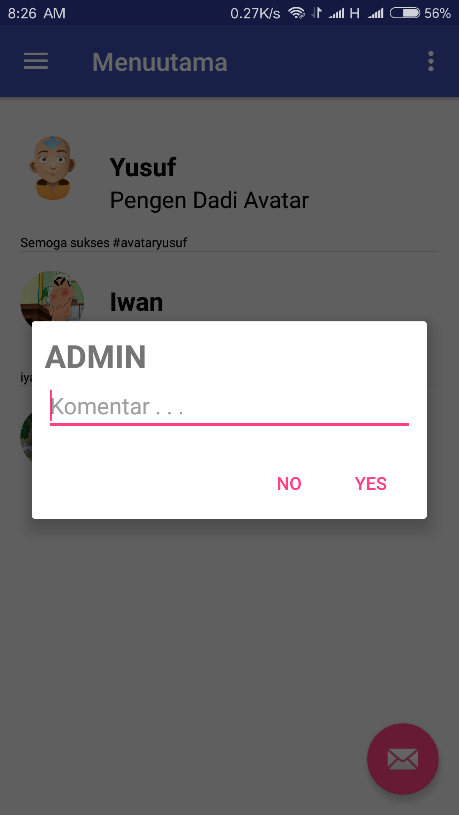 8:26 AM 0.27K/s H 56%
Menuutama
Yusuf
Pengen Dadi Avatar
Semoga sukses #avataryusuf
Iwan
ADMIN
Komentar . . .
NO YES